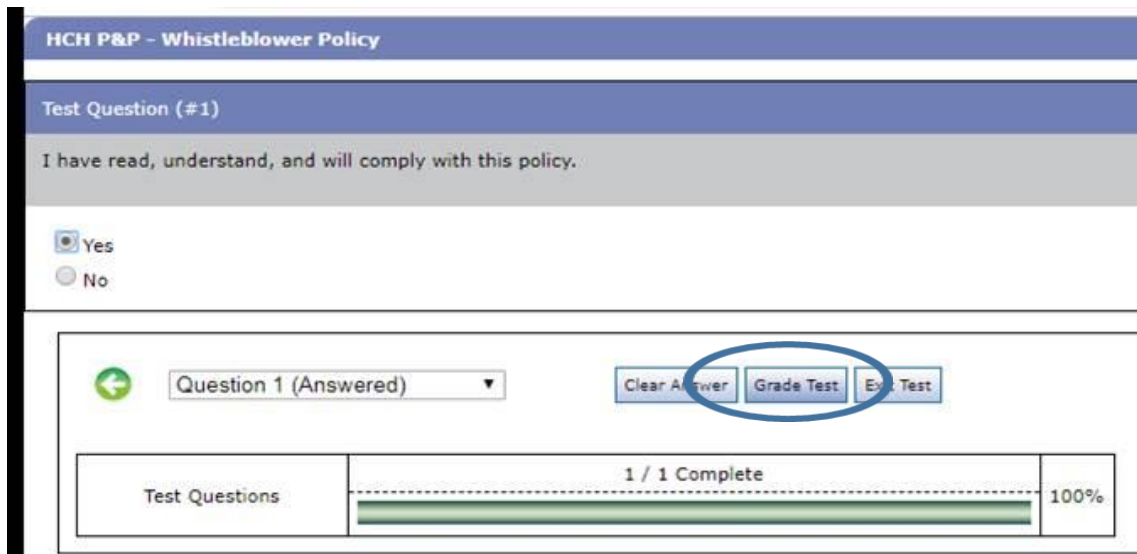 HCH P&P - Whistleblower Policy
Test Question (#1)
I have read, understand, and will comply with this policy.
Yes
No
Question 1 (Answered)
Clear Answer Grade Test Exit Test
1 / 1 Complete
Test Questions
100%